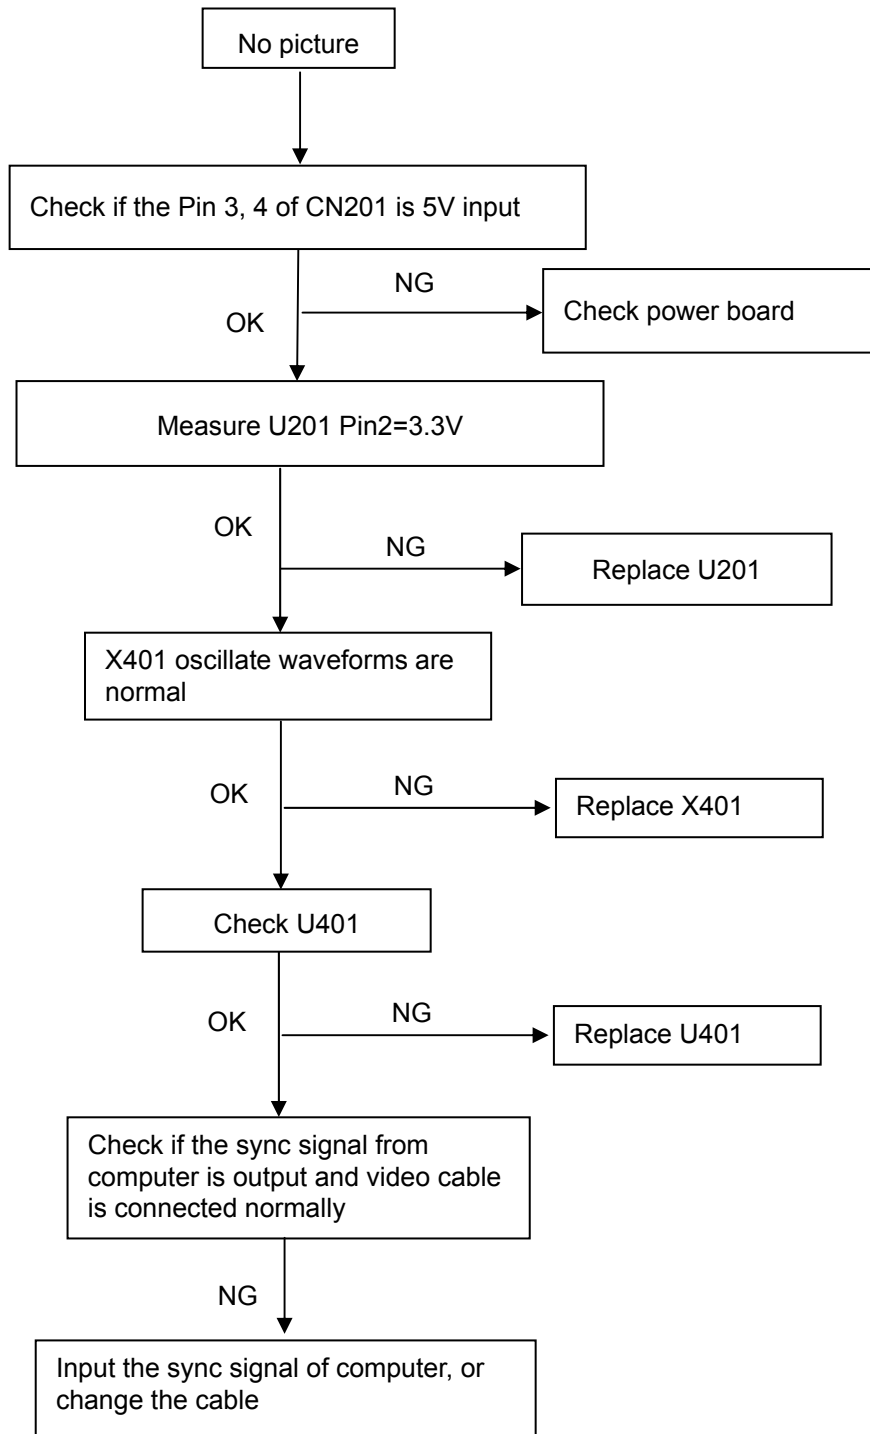 No picture
Check if the Pin 3, 4 of CN201 is 5V input
NG
OK
Check power board
Measure U201 Pin2=3.3V
OK
NG
Replace U201
X401 oscillate waveforms are
normal
OK
NG
Replace X401
Check U401
OK
NG
Replace U401
Check if the sync signal from
computer is output and video cable
is connected normally
NG
Input the sync signal of computer, or
change the cable